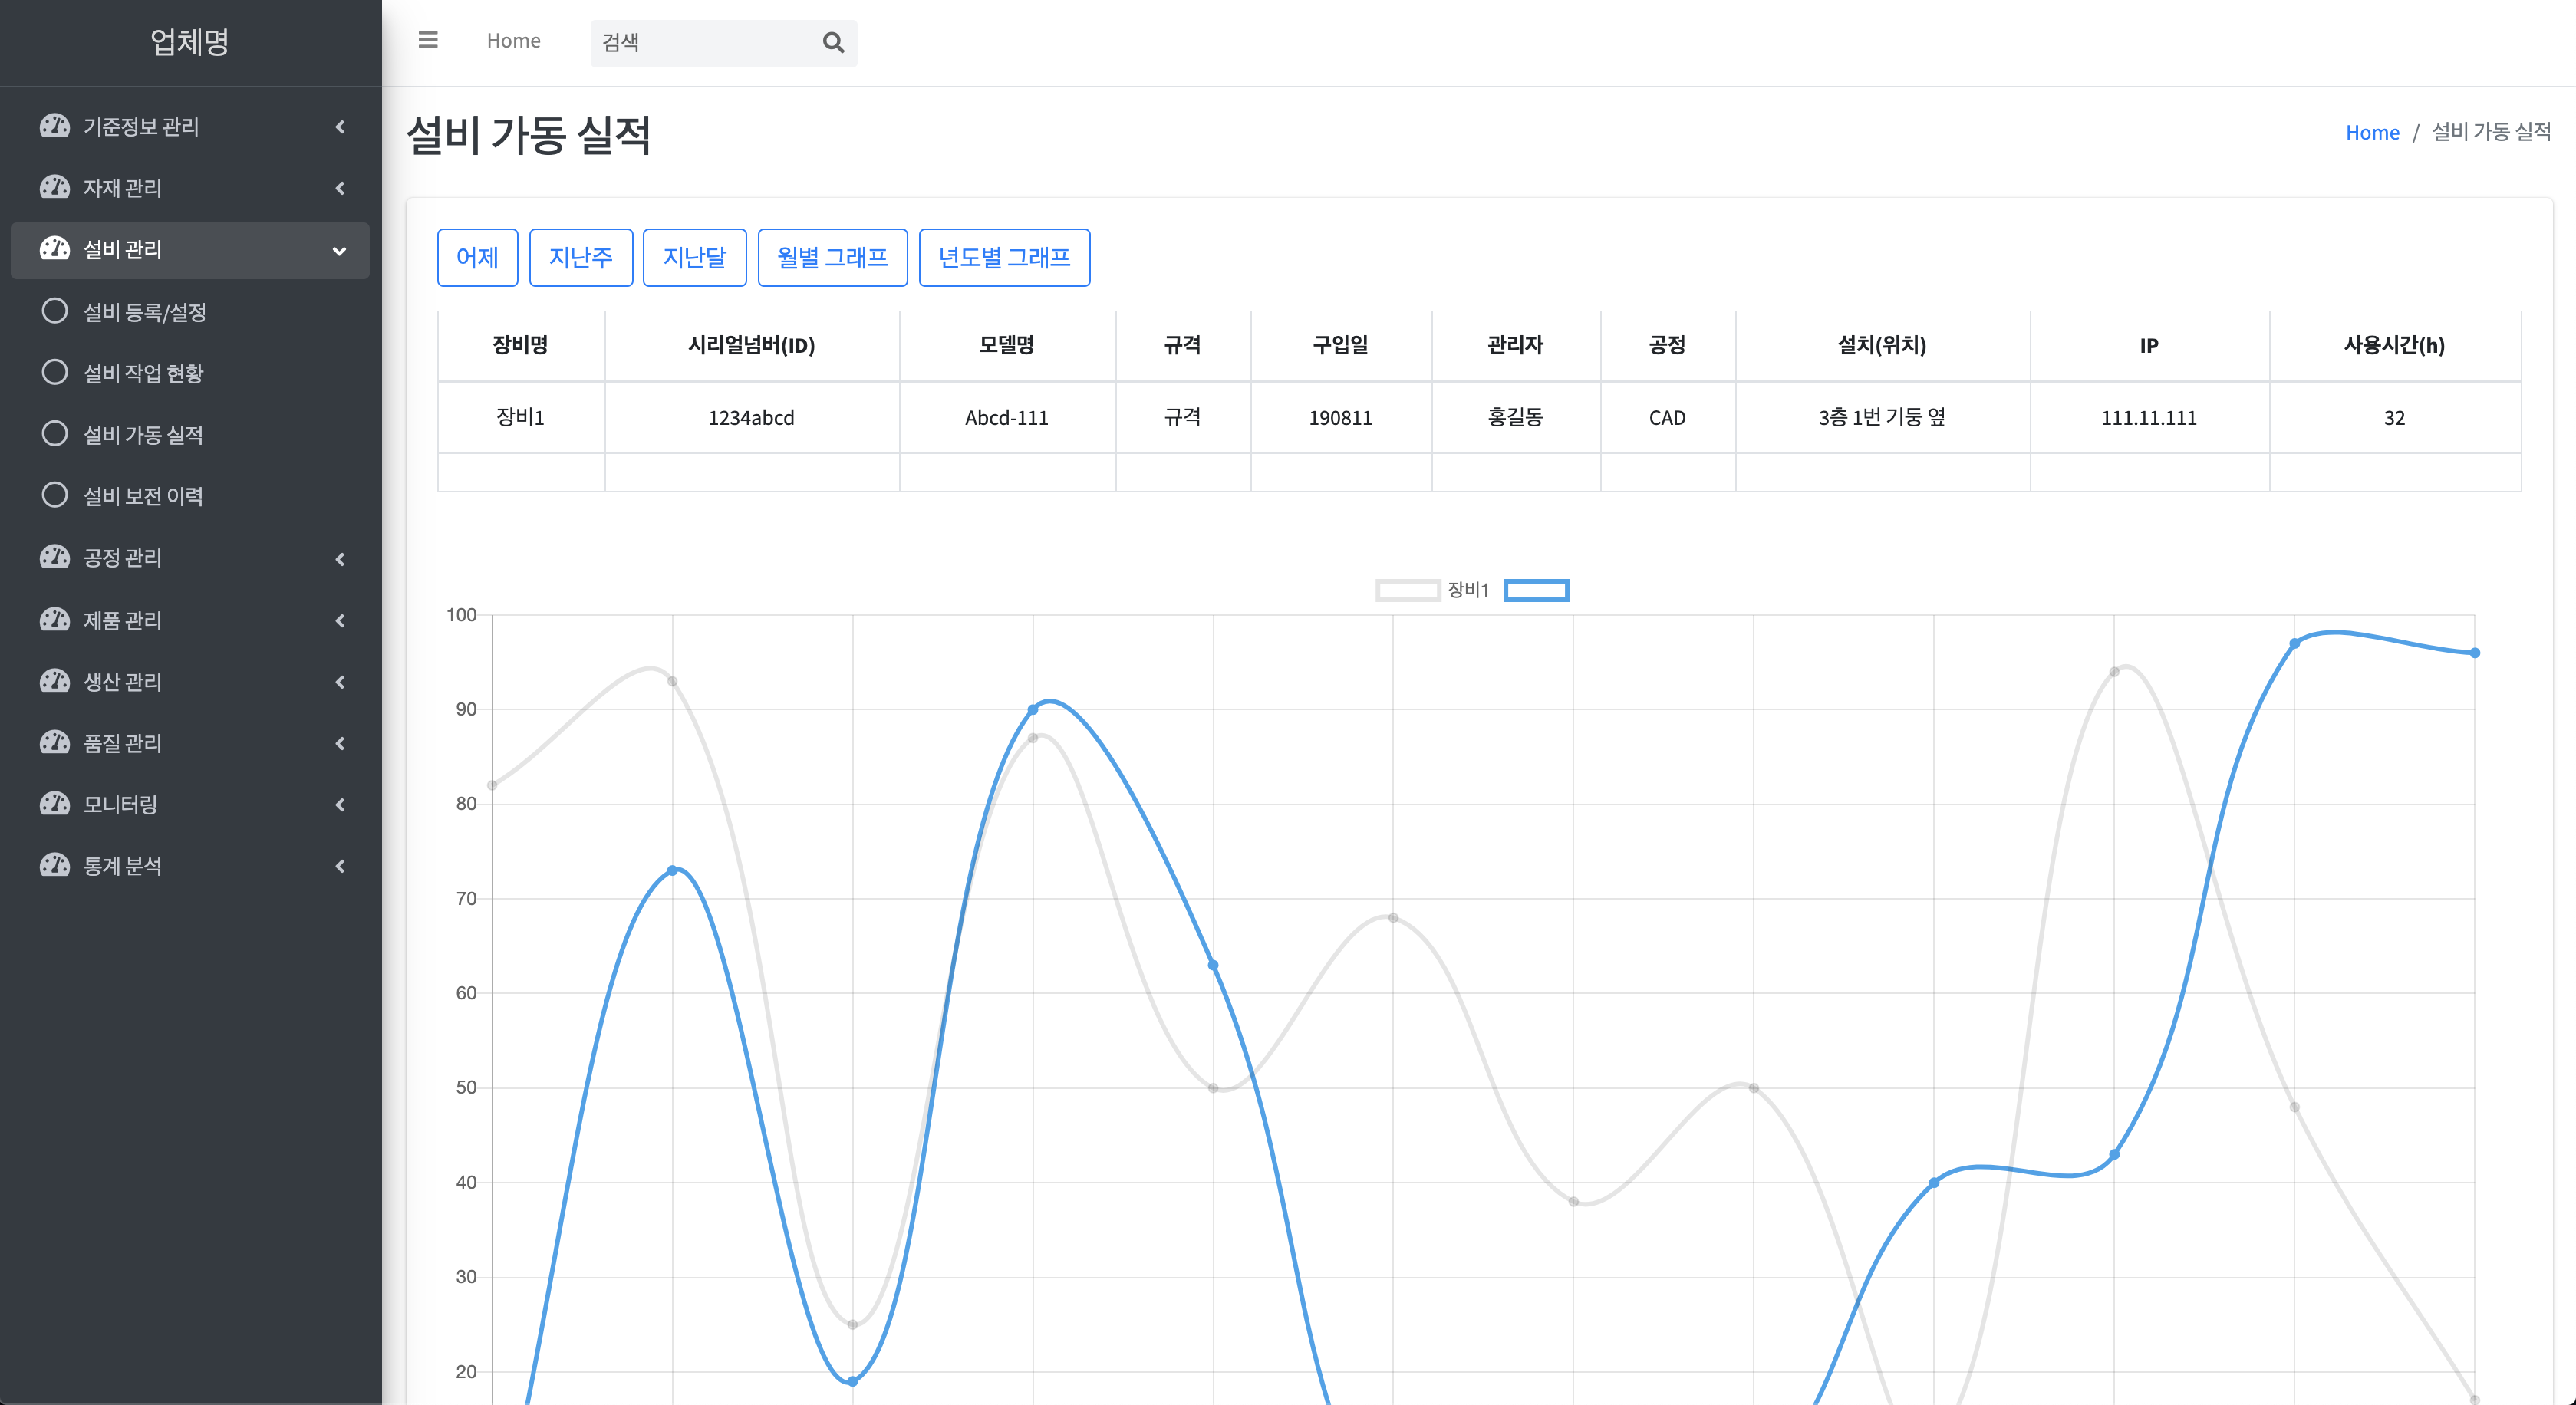 업체명
Home
검색
기준정보 관리
자재 관리
설비 관리
설비 등록/설정
설비 작업 현황
설비 가동 실적
설비 보전 이력
공정 관리
제품 관리
생산 관리
품질 관리
모니터링
통계 분석
설비 가동 실적
Home / 설비 가동 실적
어제 지난주 지난달 월별 그래프 년도별 그래프
장비명 시리얼넘버(ID) 모델명 규격 구입일 관리자 공정 설치(위치) IP 사용시간(h)
장비1 1234abcd Abcd-111 규격 190811 홍길동 CAD 3층 1번 기둥 옆 111.11.111 32
장비1
100
90
80
70
60
50
40
30
20